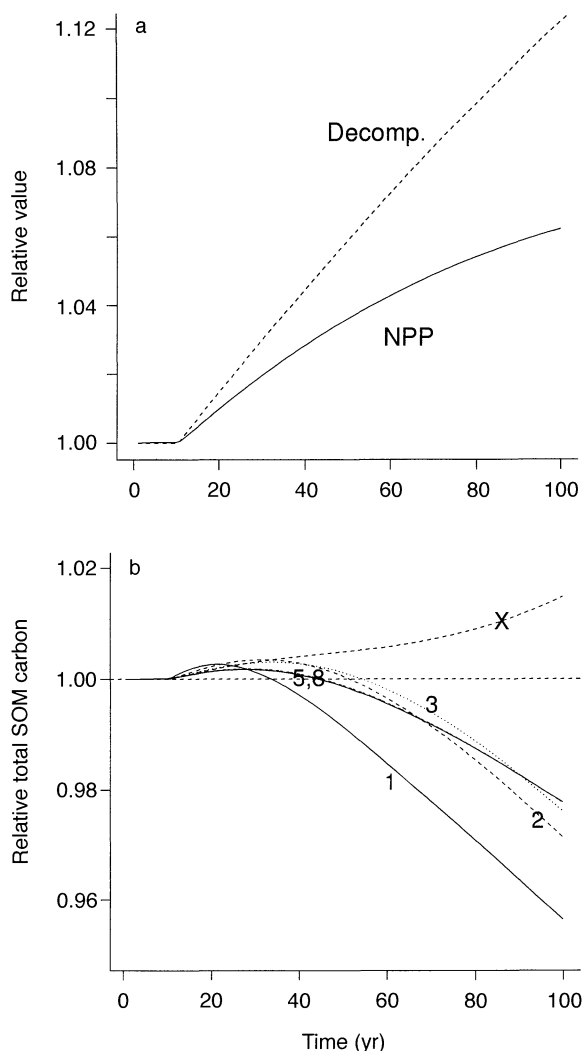 a
1.12
1.08
1.04
1.00
Relative value
Decomp.
NPP
0 20 40 60 80 100
b
1.02
1.00
0.98
0.96
Relative total SOM carbon
X
5,8
3
1
2
0 20 40 60 80 100
Time (yr)